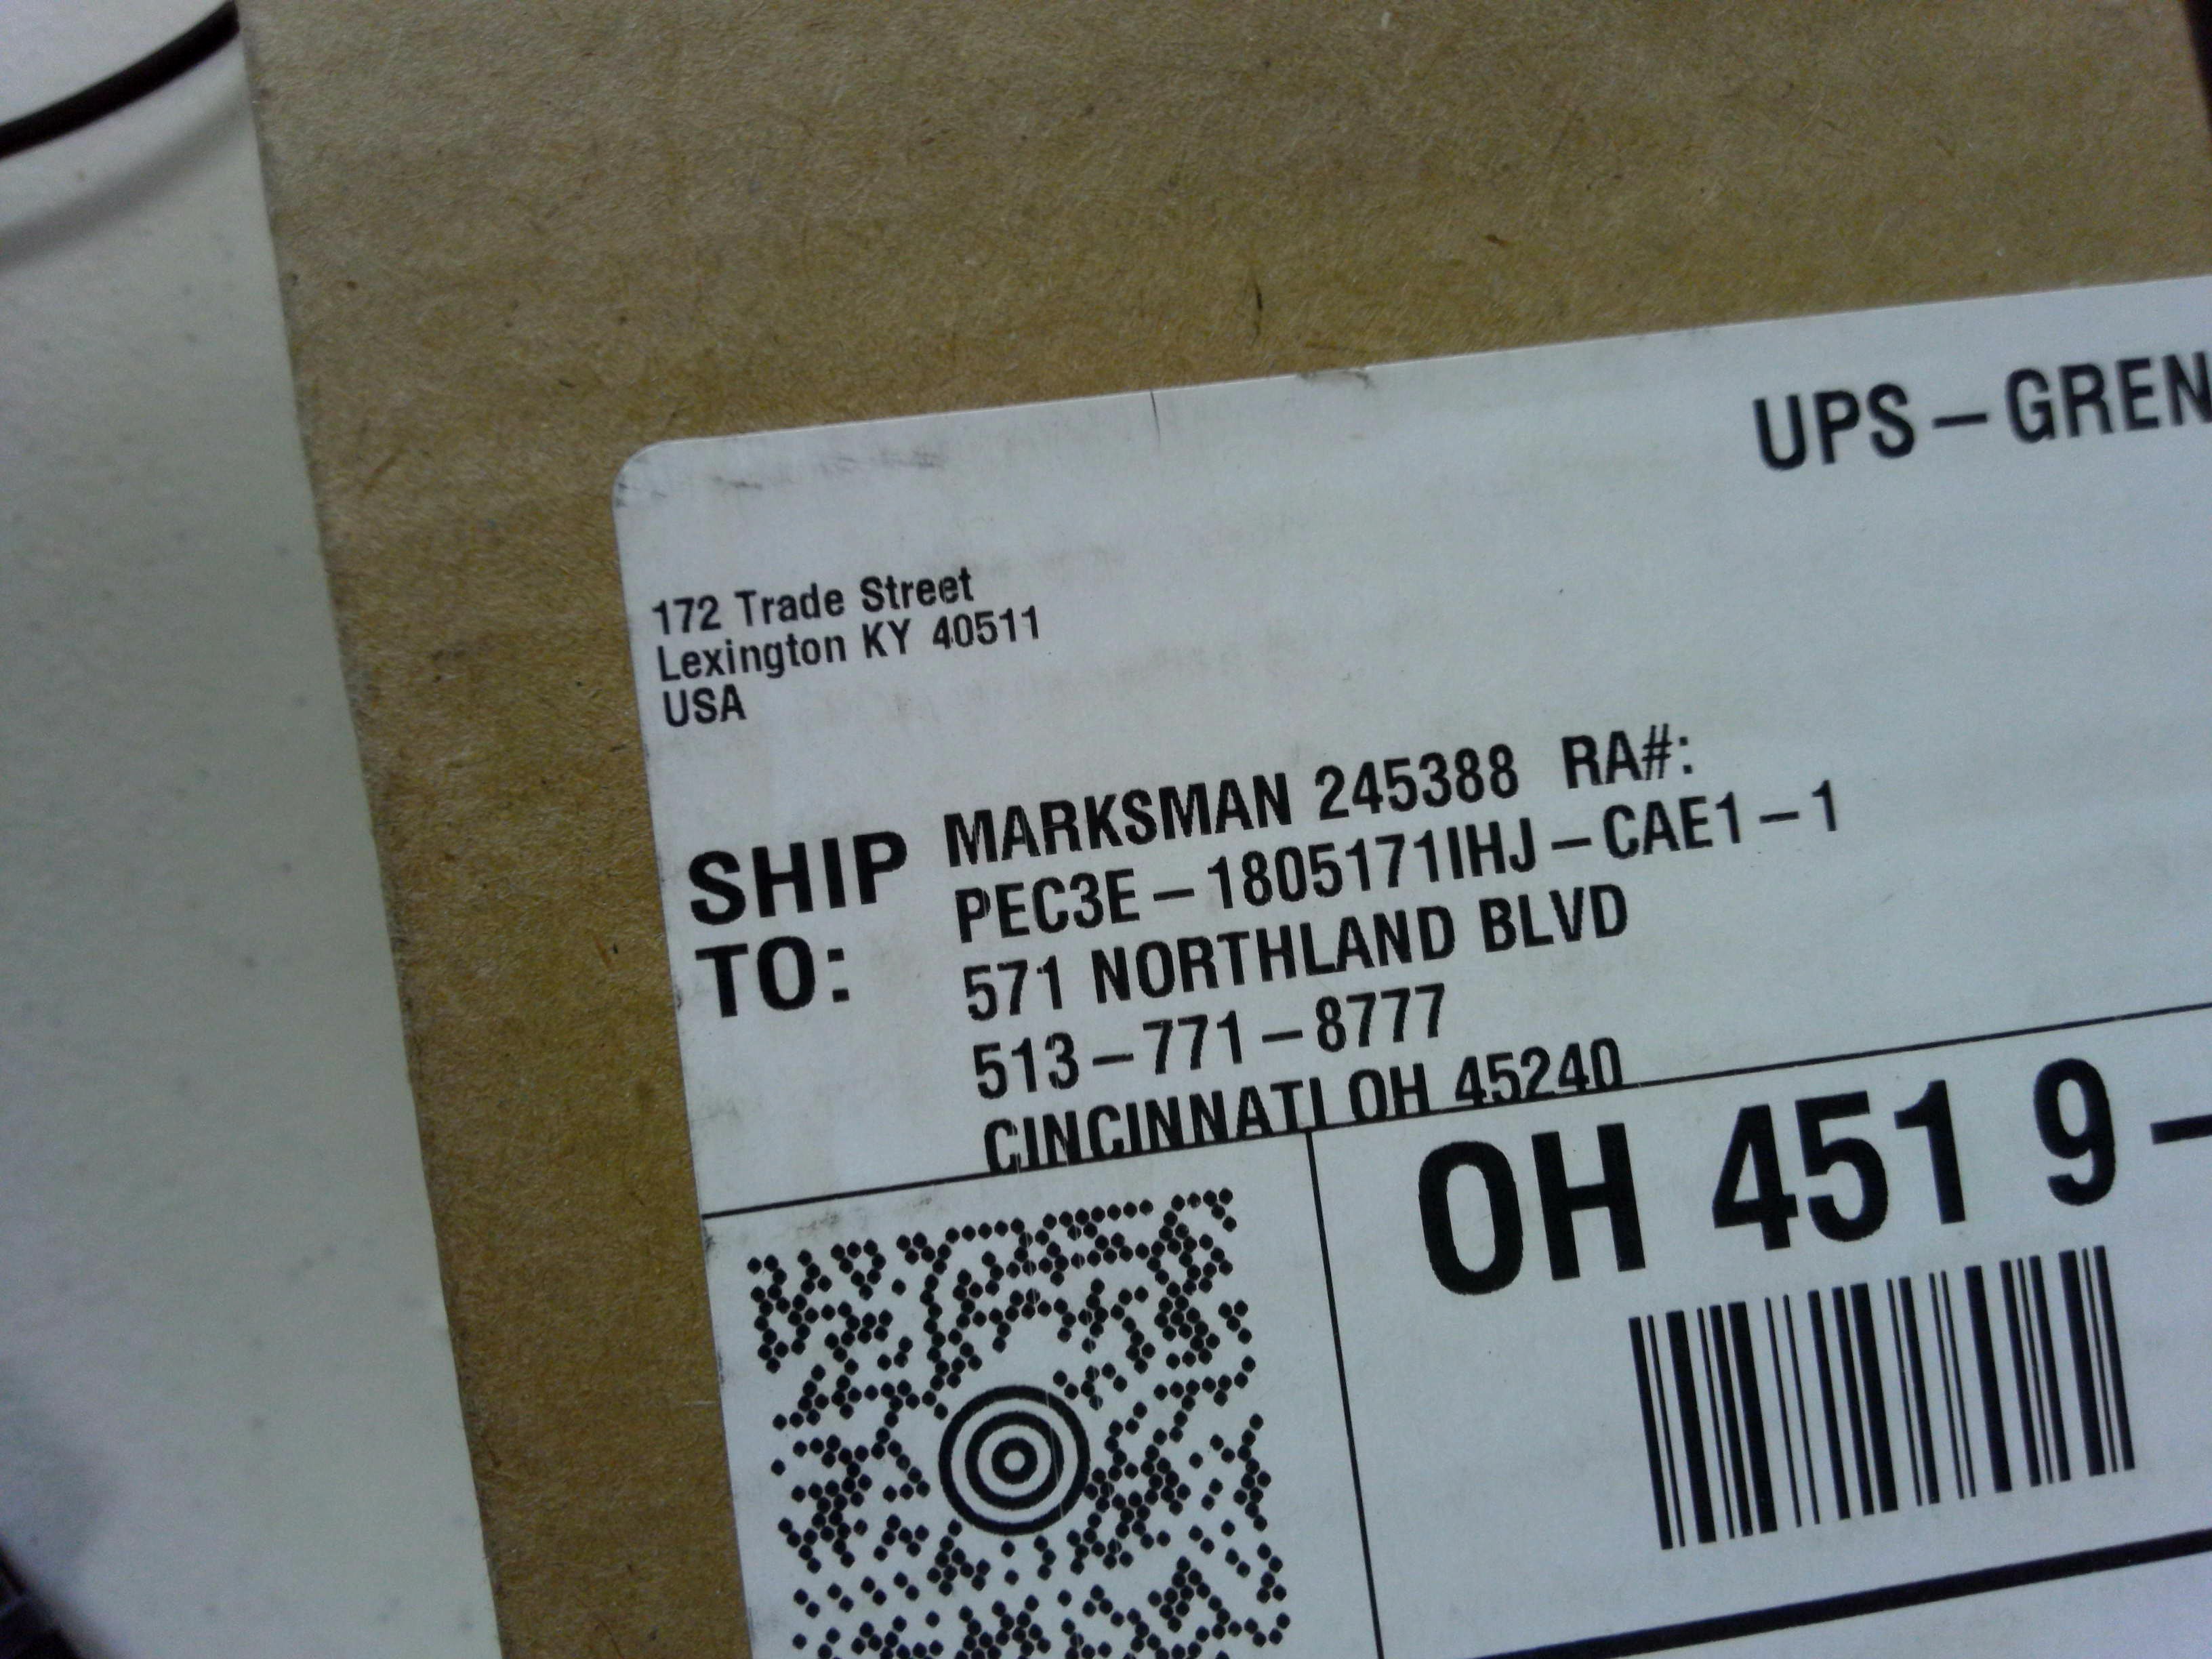 UPS-GREN
172 Trade Street
Lexington KY 40511
USA
SHIP TO:
MARKSMAN 245388 RA#:
PEC3E-1805171IHJ-CAE1-1
571 NORTHLAND BLVD
513-771-8777
CINCINNATI OH 45240
OH 451 9-